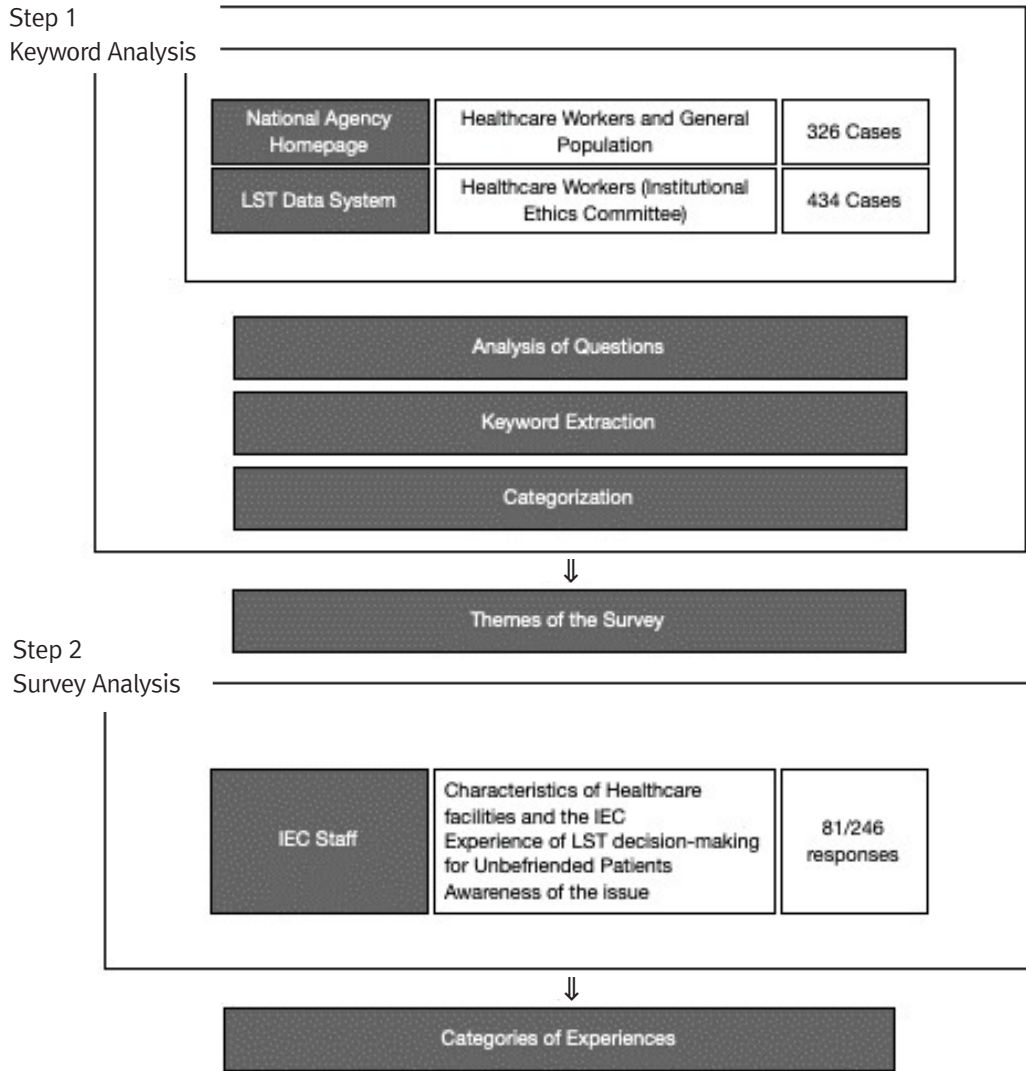 Step 1
Keyword Analysis
National Agency
Homepage
Healthcare Workers and General
Population
326 Cases
LST Data System
Healthcare Workers (Institutional
Ethics Committee)
434 Cases
Analysis of Questions
Keyword Extraction
Categorization
⇓
Themes of the Survey
Step 2
Survey Analysis
IEC Staff
Characteristics of Healthcare
facilities and the IEC
Experience of LST decision-making
for Unbefriended Patients
Awareness of the issue
81/246
responses
⇓
Categories of Experiences